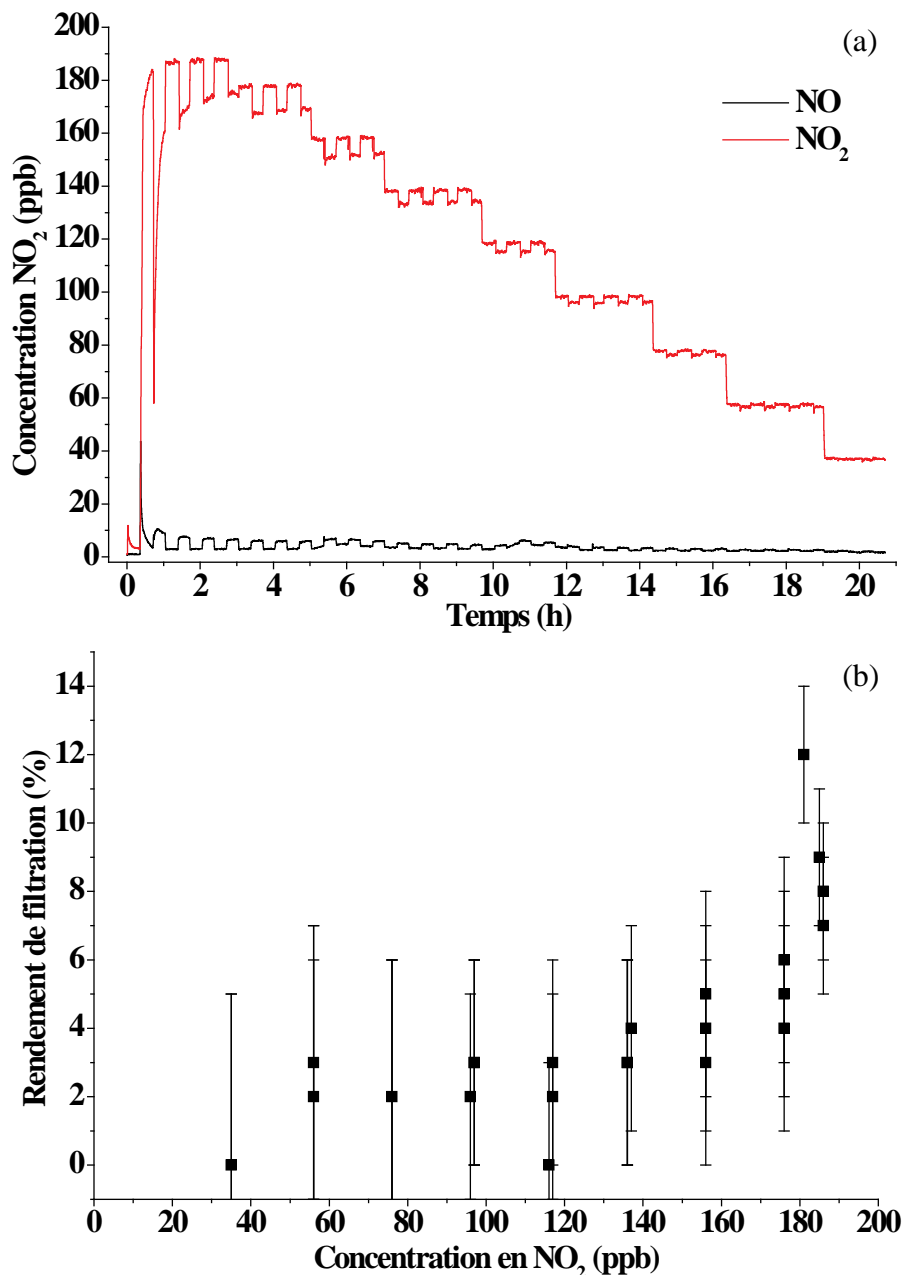 (a)
Concentration NO₂ (ppb)
200
180
160
140
120
100
80
60
40
20
0
NO
NO₂
0 2 4 6 8 10 12 14 16 18 20
Temps (h)
(b)
Rendement de filtration (%)
14
12
10
8
6
4
2
0
0 20 40 60 80 100 120 140 160 180 200
Concentration en NO₂ (ppb)